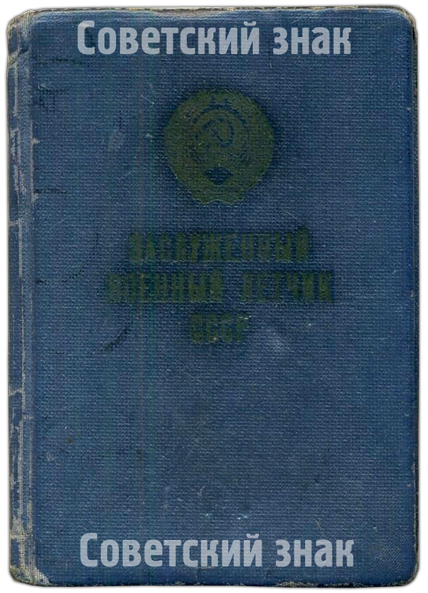 Советский знак
ЗАСЛУЖЕННЫЙ
ВОЕННЫЙ ЛЕТЧИК
СССР
Советский знак